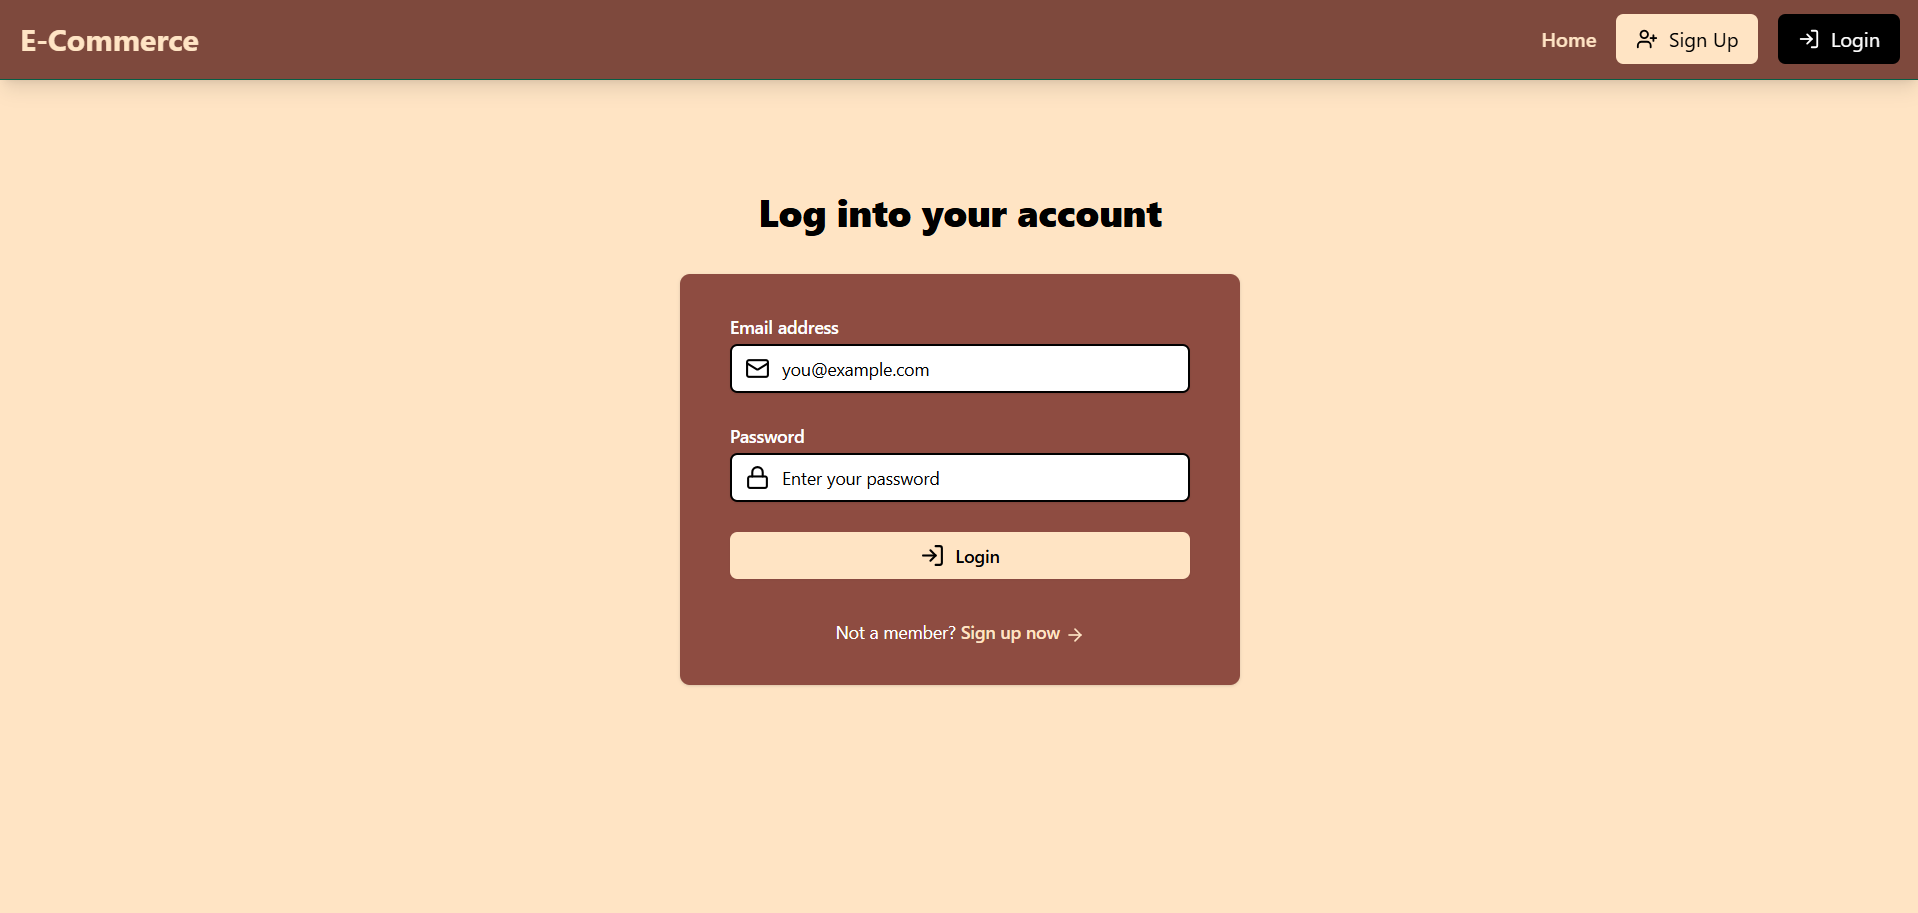 E-Commerce
Home
Sign Up
Login
Log into your account
Email address
you@example.com
Password
Enter your password
Login
Not a member? Sign up now →